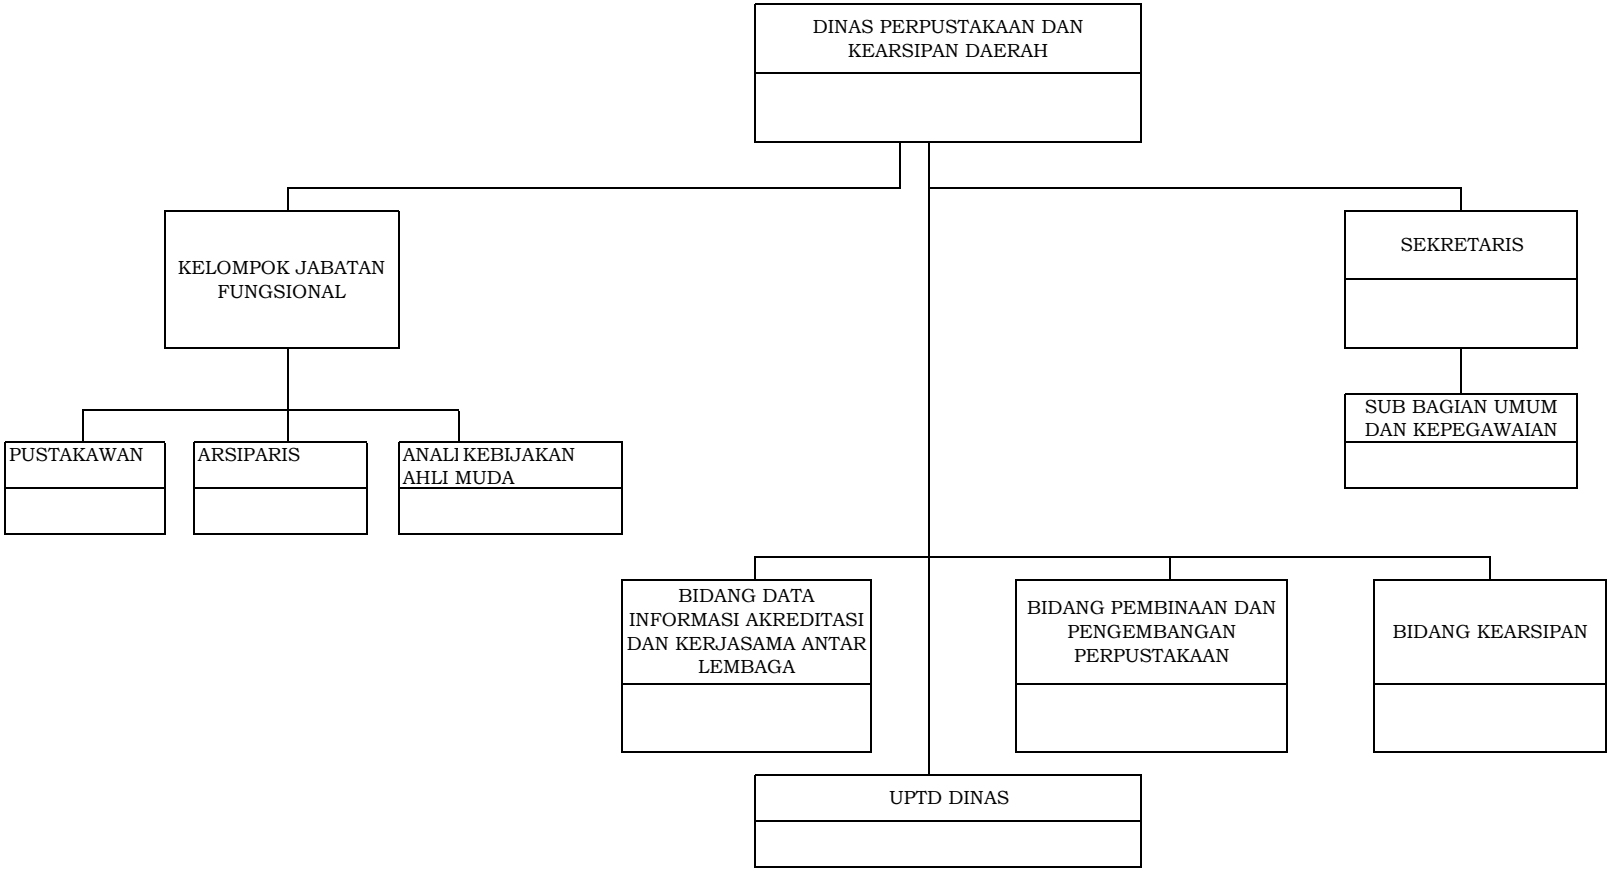 DINAS PERPUSTAKAAN DAN
KEARSIPAN DAERAH
KELOMPOK JABATAN
FUNGSIONAL
SEKRETARIS
SUB BAGIAN UMUM
DAN KEPEGAWAIAN
PUSTAKAWAN
ARSIPARIS
ANALI KEBIJAKAN
AHLI MUDA
BIDANG DATA
INFORMASI AKREDITASI
DAN KERJASAMA ANTAR
LEMBAGA
BIDANG PEMBINAAN DAN
PENGEMBANGAN
PERPUSTAKAAN
BIDANG KEARSIPAN
UPTD DINAS